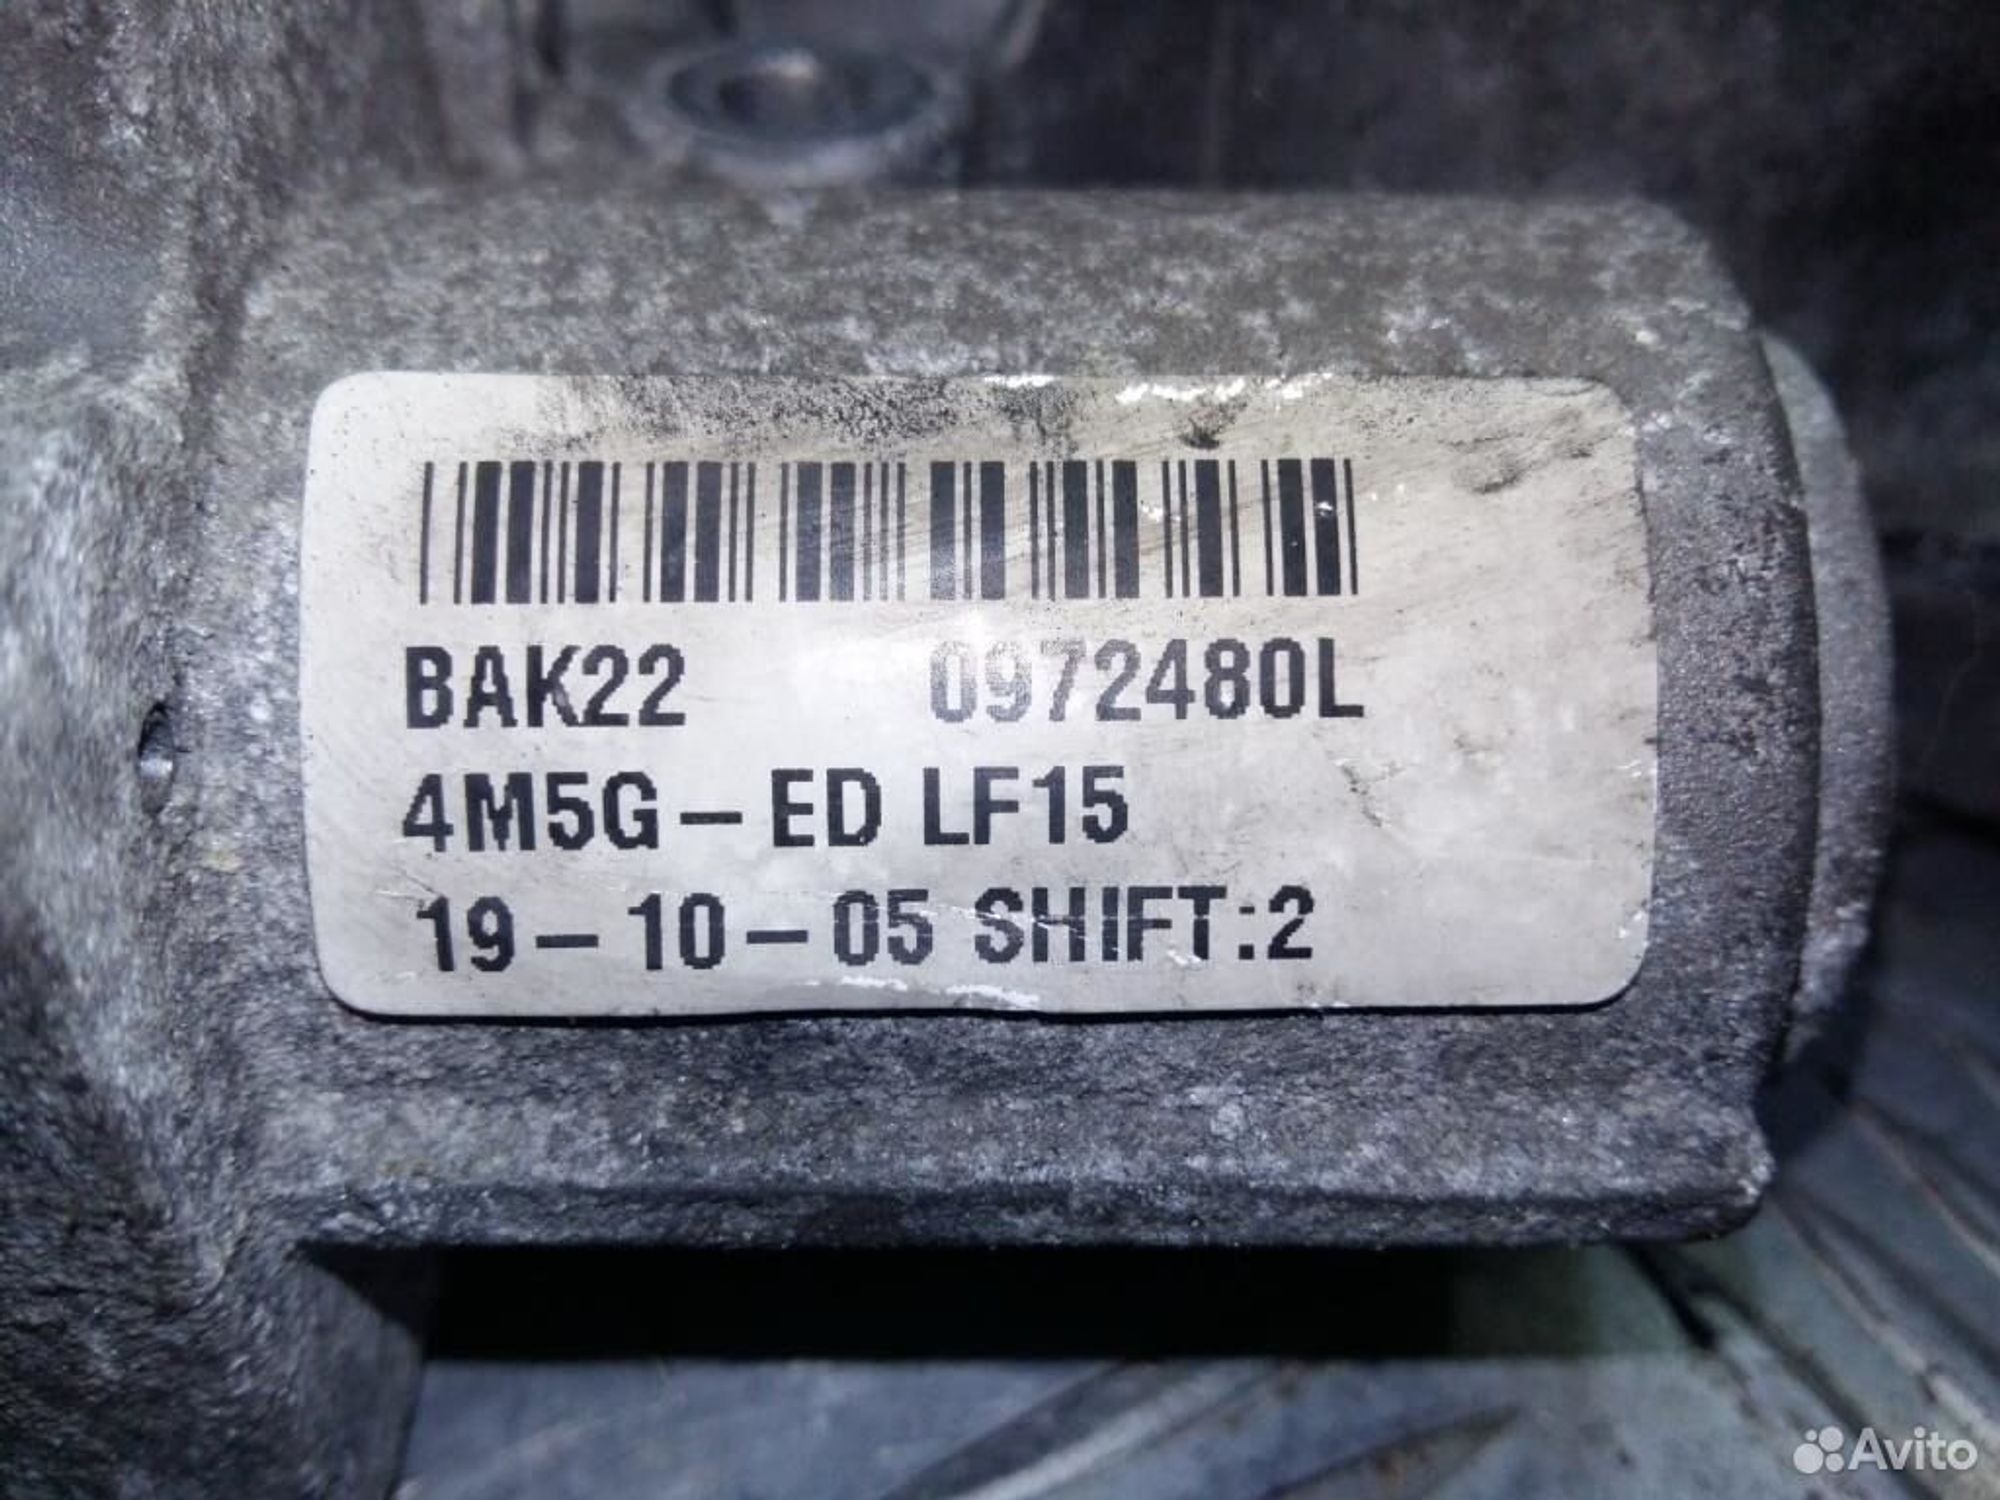 BAK22 0972480L
4M5G-ED LF15
19-10-05 SHIFT:2
Avito